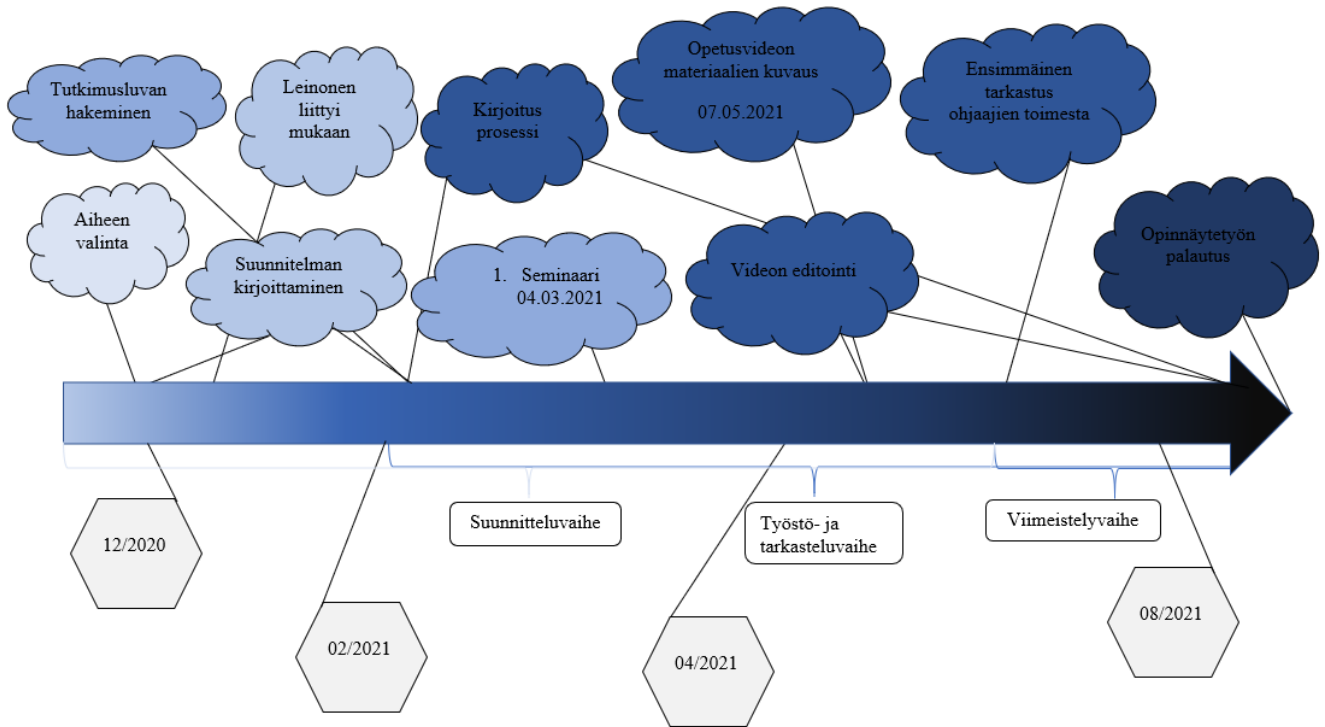 Tutkimusluvan
hakeminen
Leinonen
liittyi
mukaan
Kirjoitus
prosessi
Opetusvideon
materiaalien kuvaus
07.05.2021
Ensimmäinen
tarkastus
ohjaajien toimesta
Aiheen
valinta
Suunnitelman
kirjoittaminen
1. Seminaari
04.03.2021
Videon editointi
Opinnäytetyön
palautus
Suunnitteluvaihe
Työstö- ja
tarkasteluvaihe
Viimeistelyvaihe
12/2020
02/2021
04/2021
08/2021